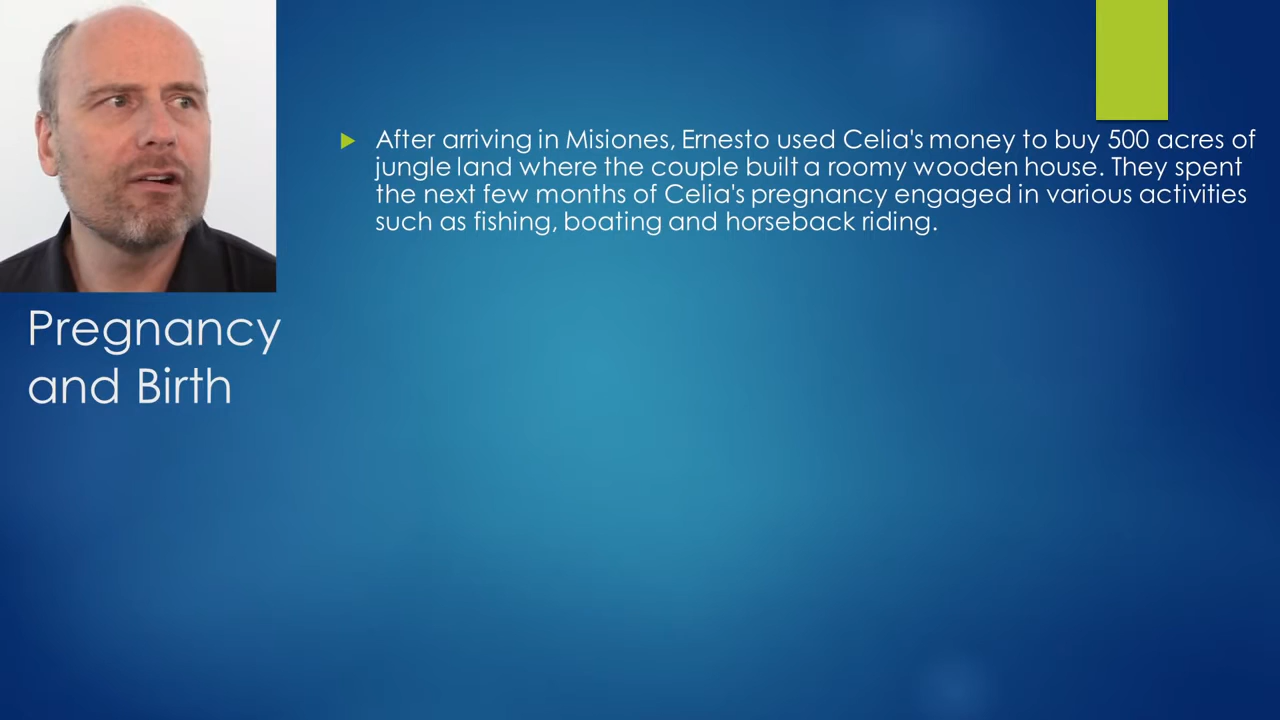 After arriving in Misiones, Ernesto used Celia's money to buy 500 acres of
jungle land where the couple built a roomy wooden house. They spent
the next few months of Celia's pregnancy engaged in various activities
such as fishing, boating and horseback riding.
Pregnancy
and Birth